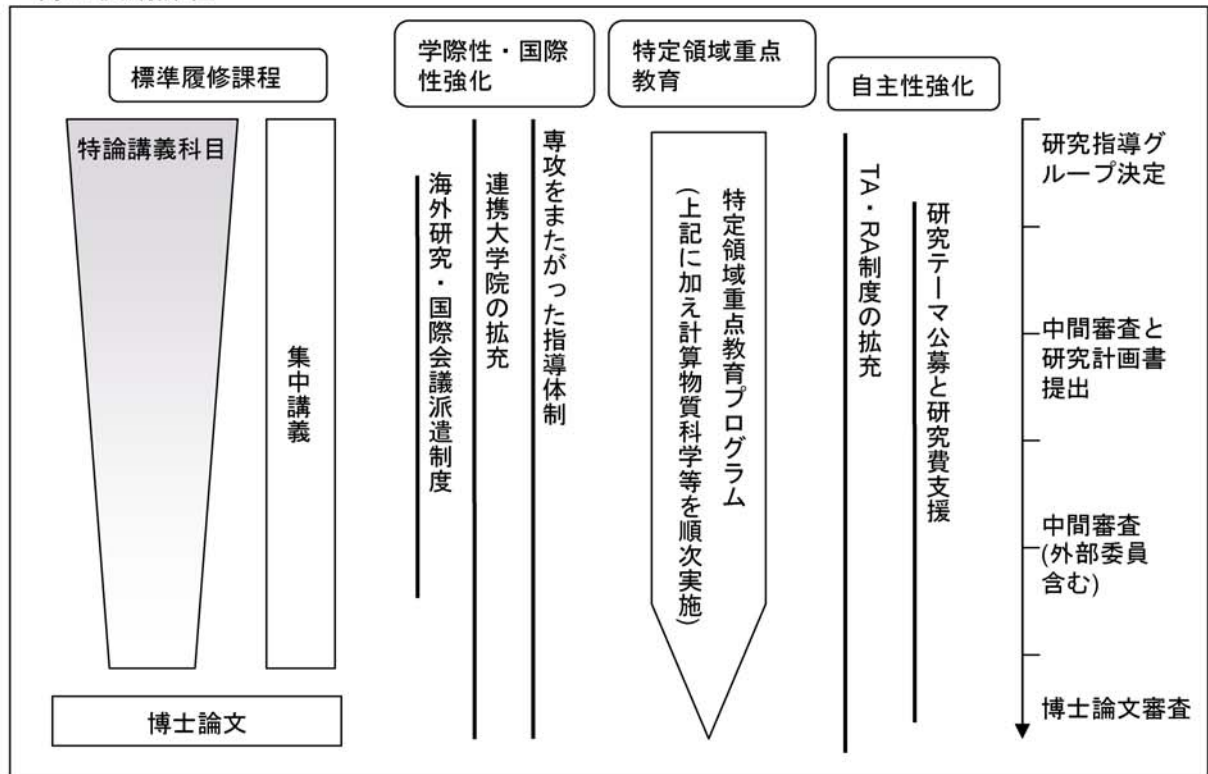 標準履修課程
学際性・国際
性強化
特定領域重点
教育
自主性強化
特論講義科目
集中講義
博士論文
海外研究・国際会議派遣制度
連携大学院の拡充
専攻をまたがった指導体制
特定領域重点教育プログラム
(上記に加え計算物質科学等を順次実施)
TA・RA制度の拡充
研究テーマ公募と研究費支援
研究指導グ
ループ決定
中間審査と
研究計画書
提出
中間審査
(外部委員
含む)
博士論文審査